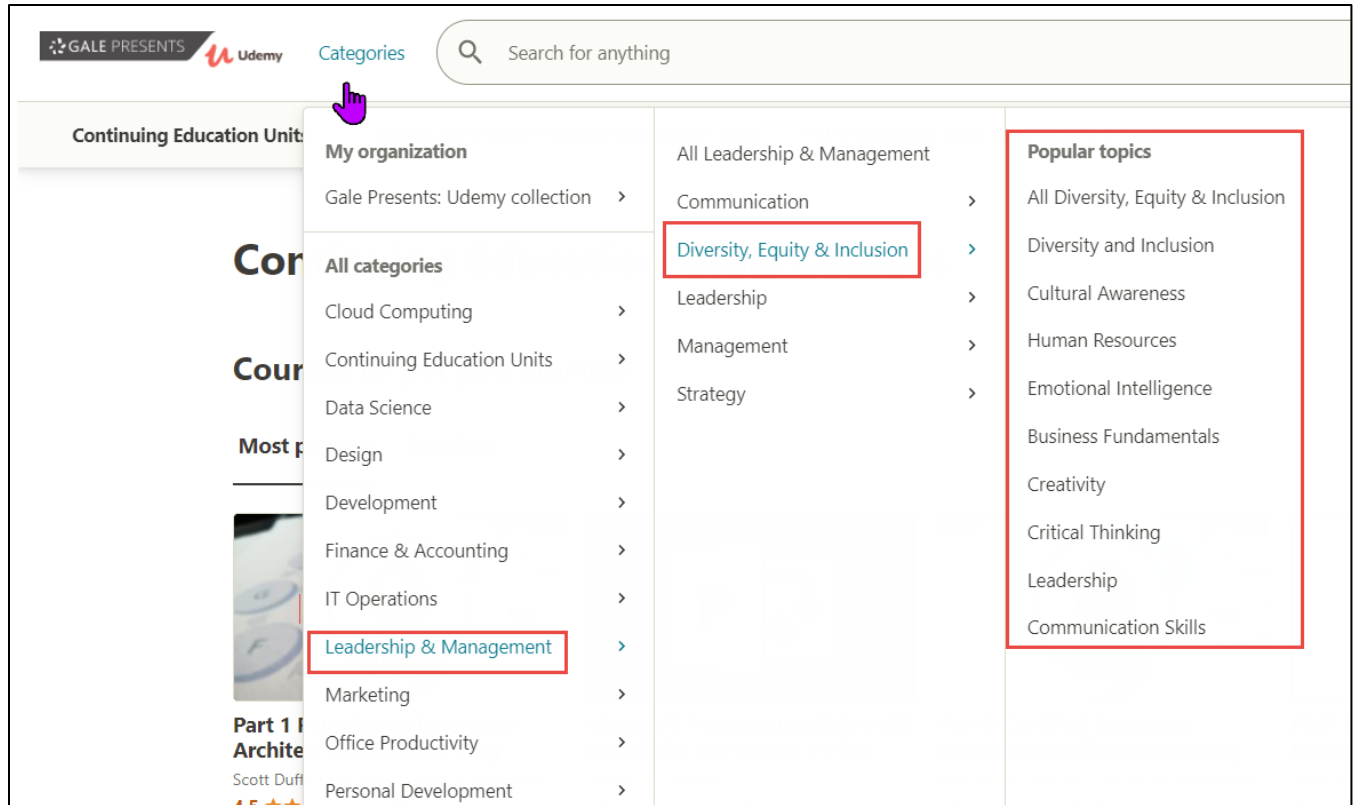 GALE PRESENTS
Udemy
Categories
Search for anything
Continuing Education Units
My organization
Gale Presents: Udemy collection
All categories
Cloud Computing
Continuing Education Units
Data Science
Design
Development
Finance & Accounting
IT Operations
Leadership & Management
Marketing
Office Productivity
Personal Development
All Leadership & Management
Communication
Diversity, Equity & Inclusion
Leadership
Management
Strategy
Popular topics
All Diversity, Equity & Inclusion
Diversity and Inclusion
Cultural Awareness
Human Resources
Emotional Intelligence
Business Fundamentals
Creativity
Critical Thinking
Leadership
Communication Skills
Cour
Most p
Part 1
Archite
Scott Duff
4.5